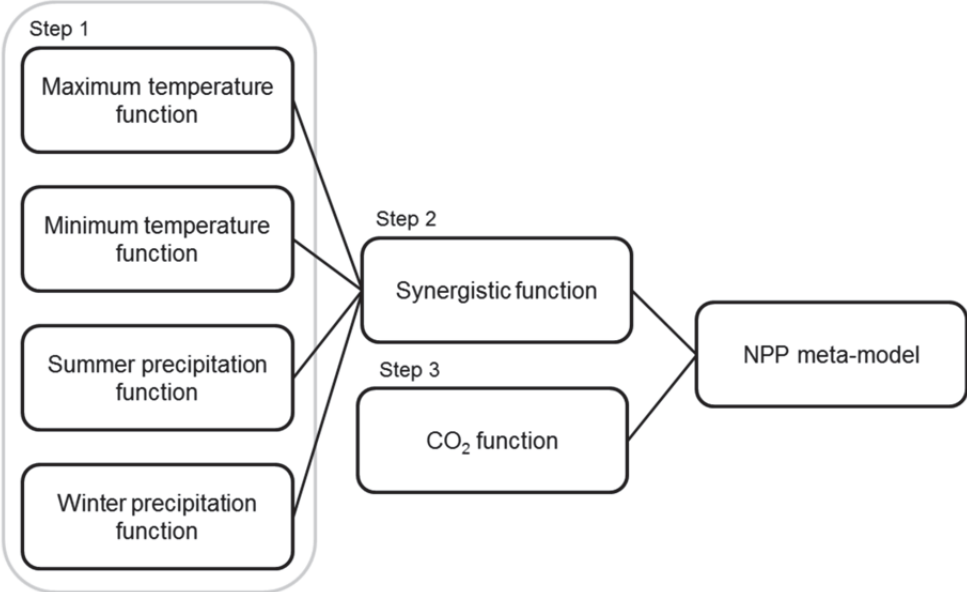 Step 1
Maximum temperature
function
Minimum temperature
function
Summer precipitation
function
Winter precipitation
function
Step 2
Synergistic function
Step 3
CO₂ function
NPP meta-model